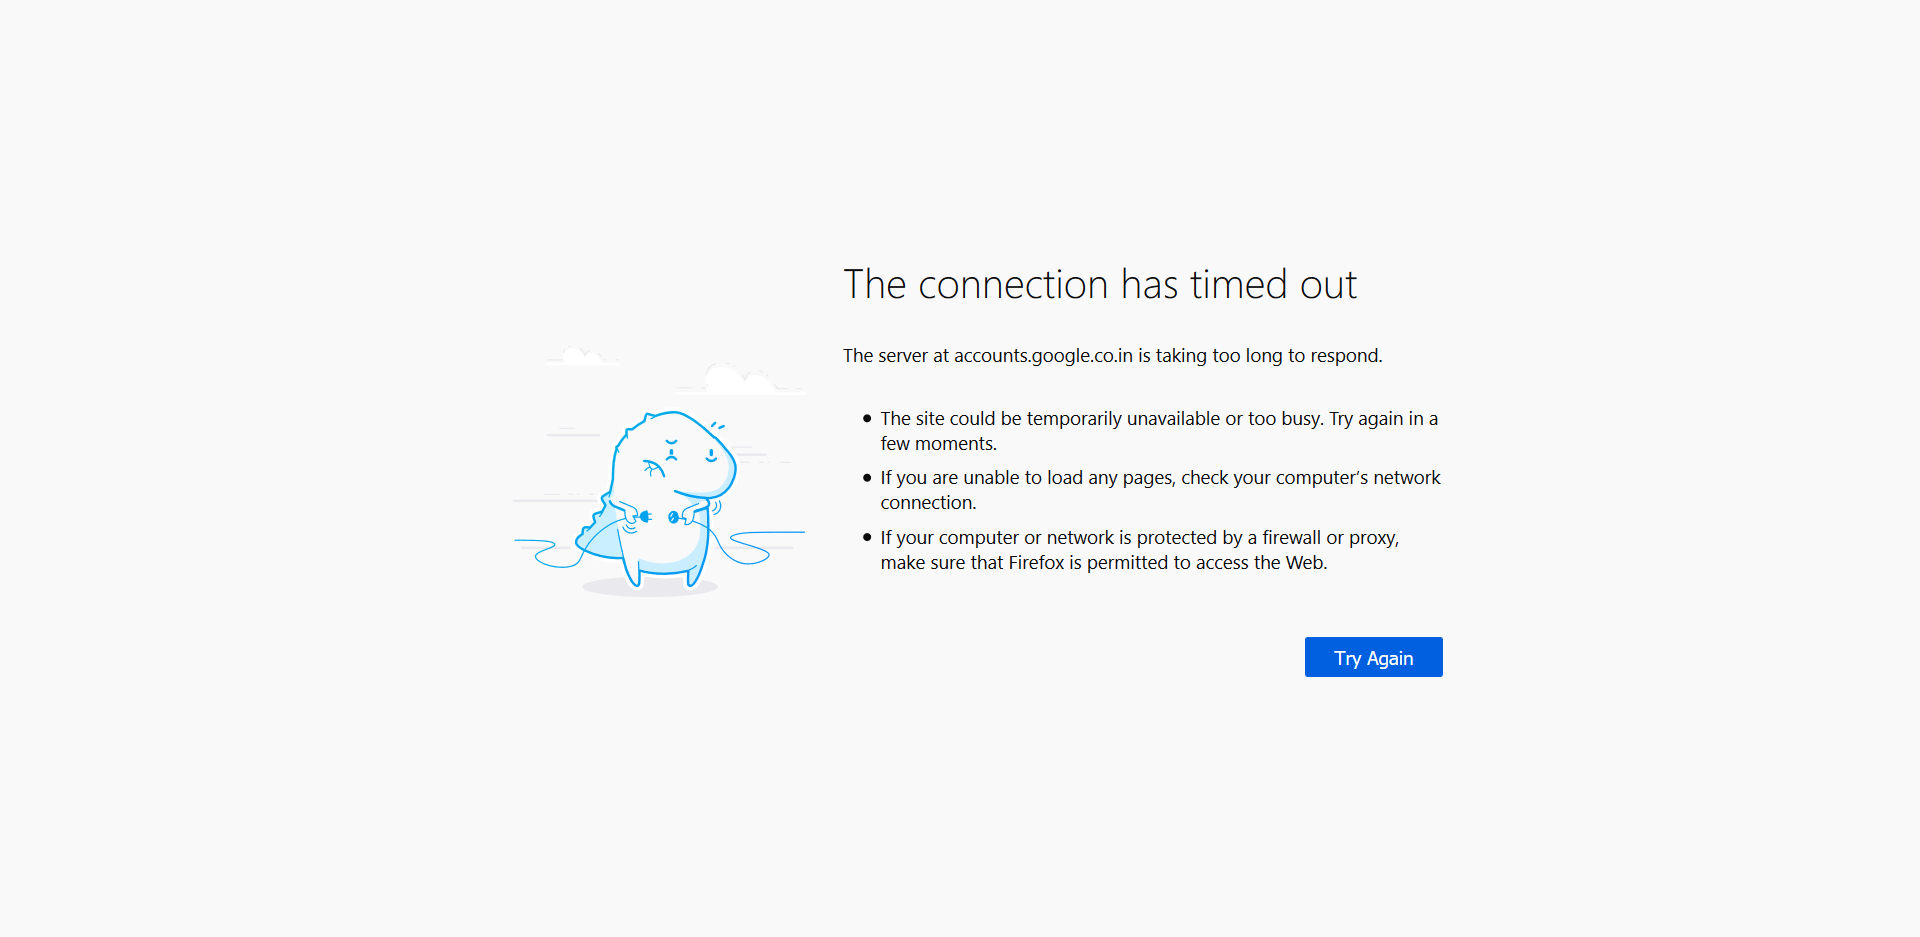 The connection has timed out
The server at accounts.google.co.in is taking too long to respond.
• The site could be temporarily unavailable or too busy. Try again in a
few moments.
• If you are unable to load any pages, check your computer’s network
connection.
• If your computer or network is protected by a firewall or proxy,
make sure that Firefox is permitted to access the Web.
Try Again